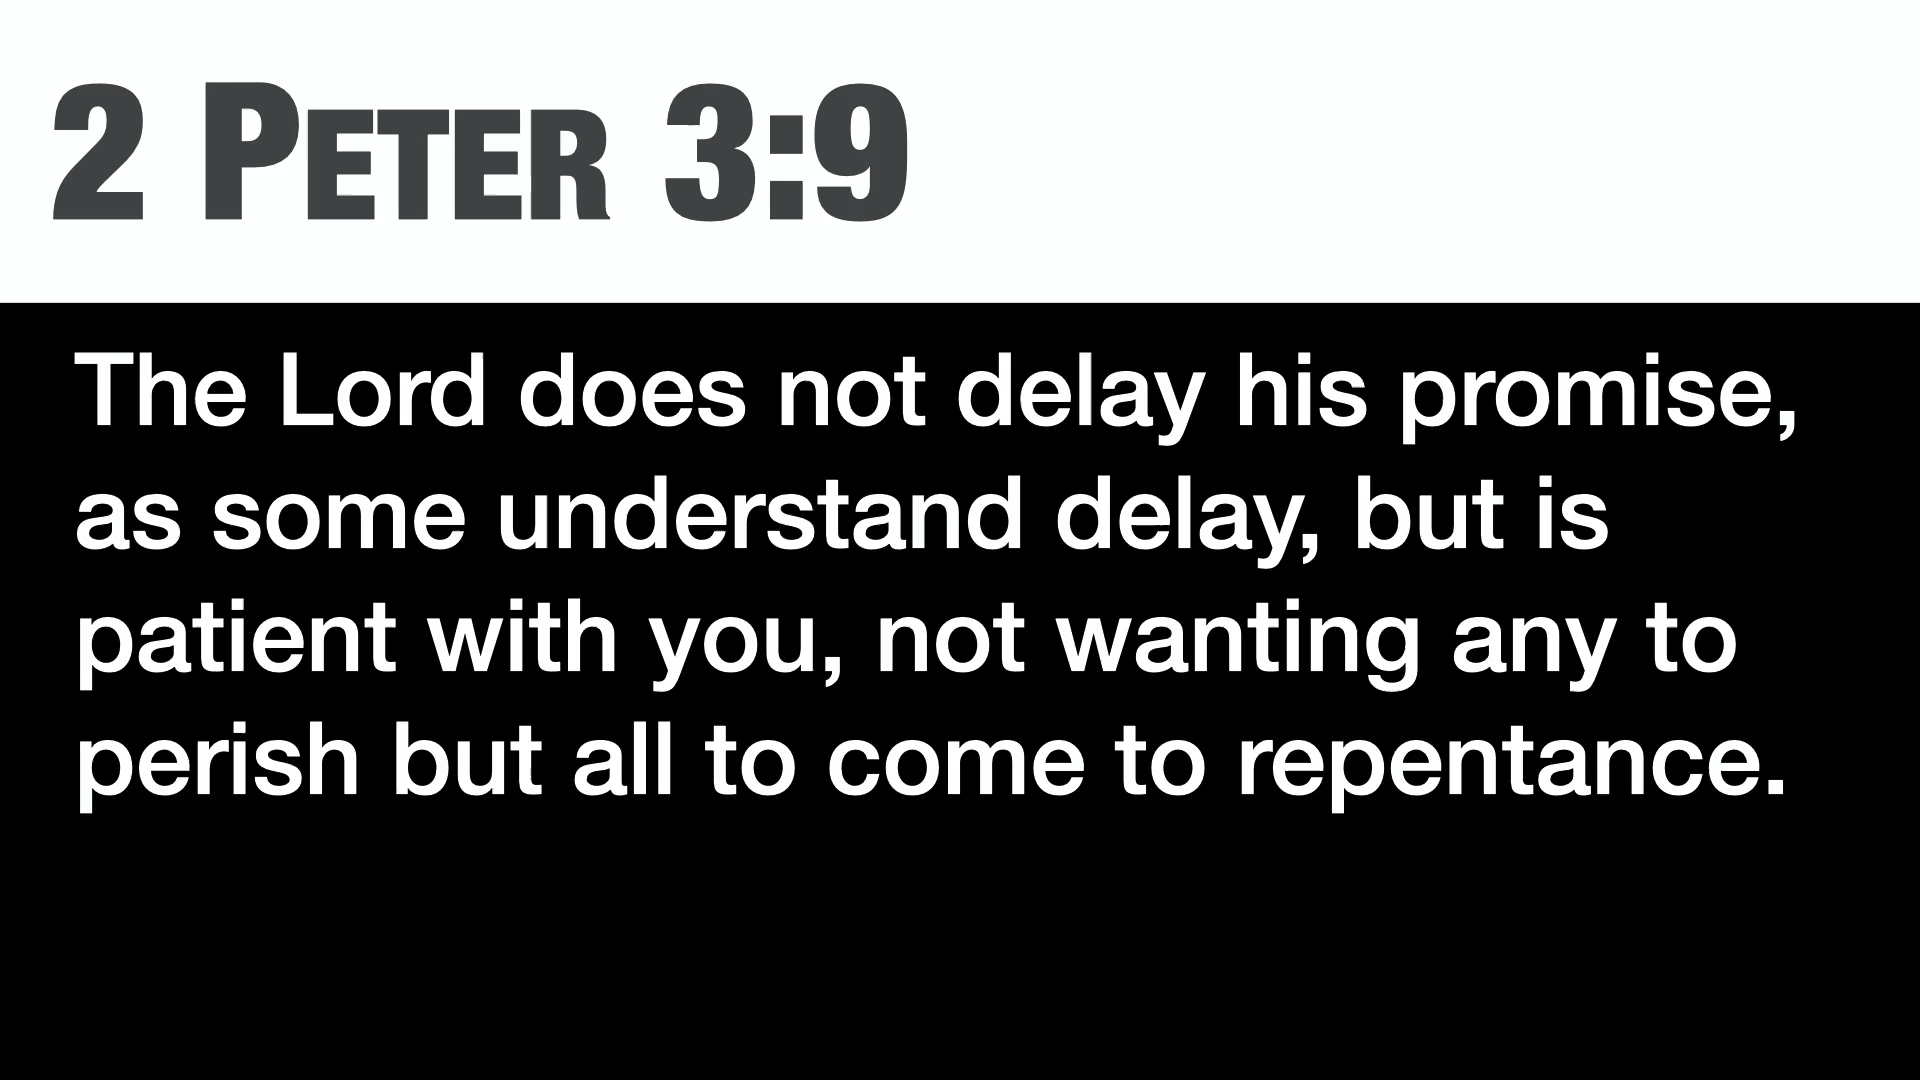 2 Peter 3:9
The Lord does not delay his promise,
as some understand delay, but is
patient with you, not wanting any to
perish but all to come to repentance.